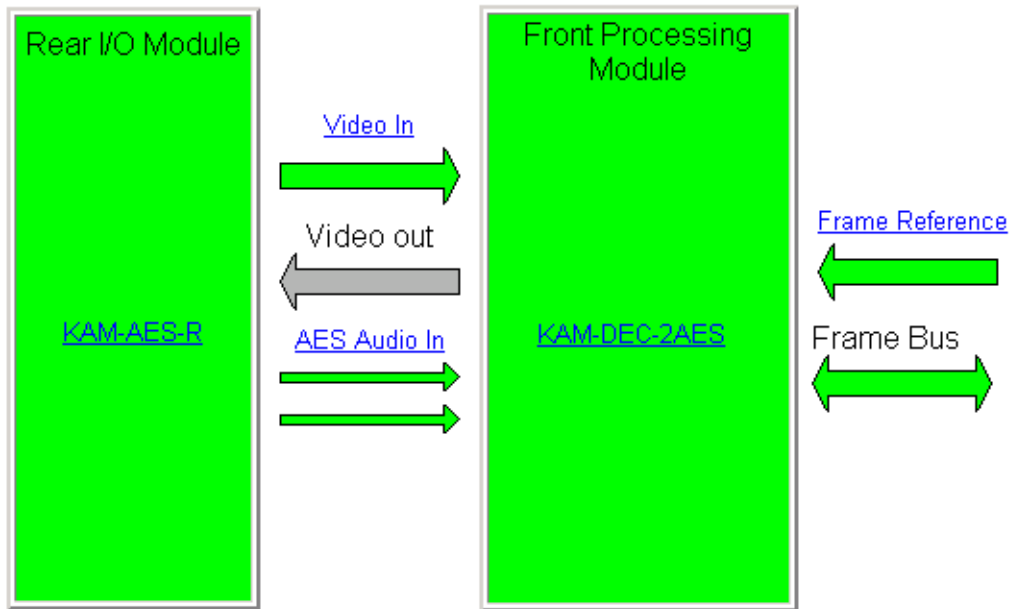 Rear I/O Module
Front Processing
Module
Video In
Video out
Frame Reference
KAM-AES-R
AES Audio In
KAM-DEC-2AES
Frame Bus